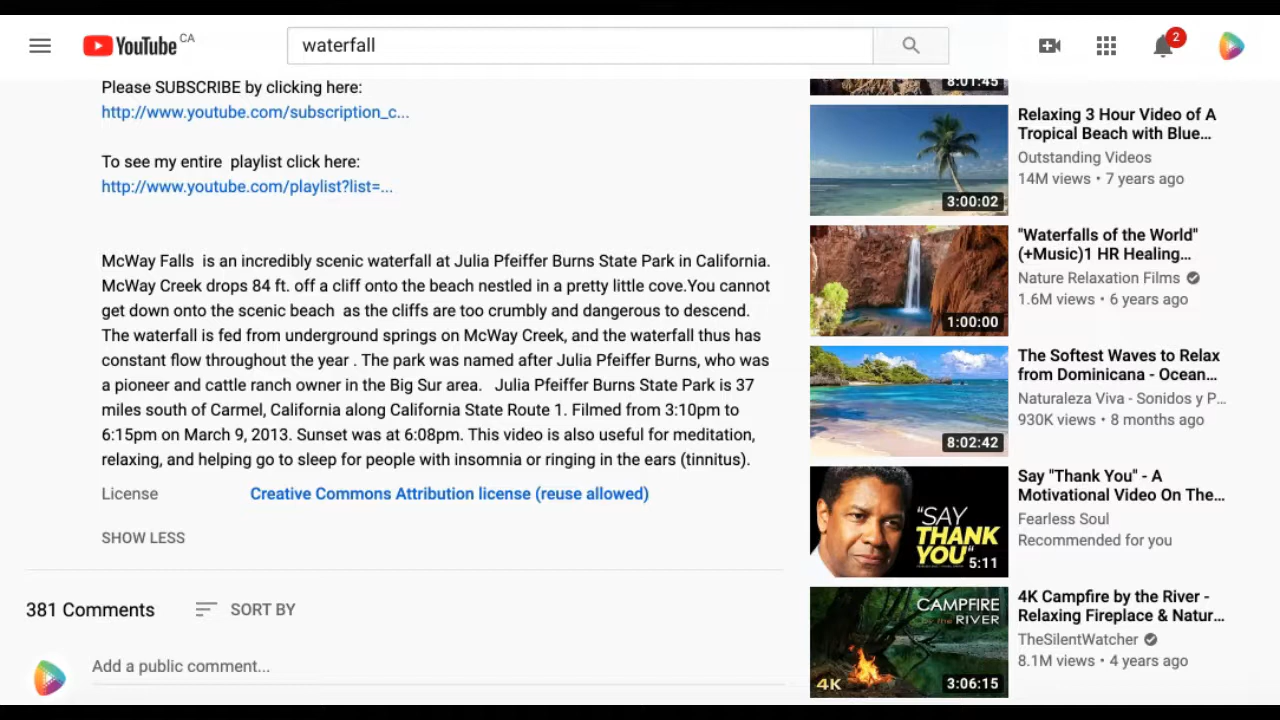 YouTube CA
waterfall
2
Please SUBSCRIBE by clicking here:
http://www.youtube.com/subscription_c...
To see my entire playlist click here:
http://www.youtube.com/playlist?list=...
McWay Falls is an incredibly scenic waterfall at Julia Pfeiffer Burns State Park in California.
McWay Creek drops 84 ft. off a cliff onto the beach nestled in a pretty little cove.You cannot
get down onto the scenic beach as the cliffs are too crumbly and dangerous to descend.
The waterfall is fed from underground springs on McWay Creek, and the waterfall thus has
constant flow throughout the year . The park was named after Julia Pfeiffer Burns, who was
a pioneer and cattle ranch owner in the Big Sur area. Julia Pfeiffer Burns State Park is 37
miles south of Carmel, California along California State Route 1. Filmed from 3:10pm to
6:15pm on March 9, 2013. Sunset was at 6:08pm. This video is also useful for meditation,
relaxing, and helping go to sleep for people with insomnia or ringing in the ears (tinnitus).
License Creative Commons Attribution license (reuse allowed)
SHOW LESS
381 Comments SORT BY
Add a public comment...
8:01:45
3:00:02
Relaxing 3 Hour Video of A
Tropical Beach with Blue...
Outstanding Videos
14M views • 7 years ago
1:00:00
"Waterfalls of the World"
(+Music)1 HR Healing...
Nature Relaxation Films
1.6M views • 6 years ago
8:02:42
The Softest Waves to Relax
from Dominicana - Ocean...
Naturaleza Viva - Sonidos y P...
930K views • 8 months ago
"SAY
THANK
YOU"
5:11
Say "Thank You" - A
Motivational Video On The...
Fearless Soul
Recommended for you
CAMPFIRE
by the RIVER
4K
3:06:15
4K Campfire by the River -
Relaxing Fireplace & Natur...
TheSilentWatcher
8.1M views • 4 years ago